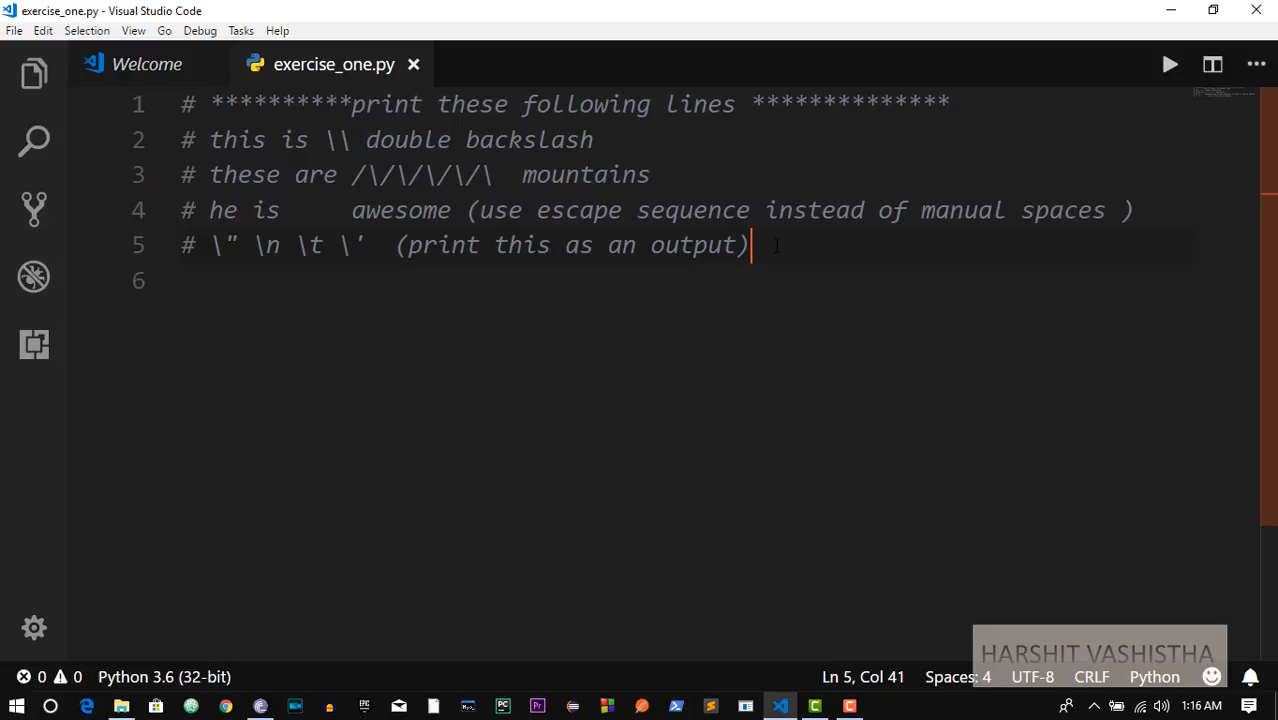 exercise_one.py - Visual Studio Code
File Edit Selection View Go Debug Tasks Help
Welcome exercise_one.py
1 # **********print these following lines **************
2 # this is \\ double backslash
3 # these are /\/\/\/\/\  mountains
4 # he is     awesome (use escape sequence instead of manual spaces )
5 # \" \n \t \'  (print this as an output)
6
HARSHIT VASHISTHA
0 0 Python 3.6 (32-bit) Ln 5, Col 41 Spaces: 4 UTF-8 CRLF Python
PC Pr 1:16 AM